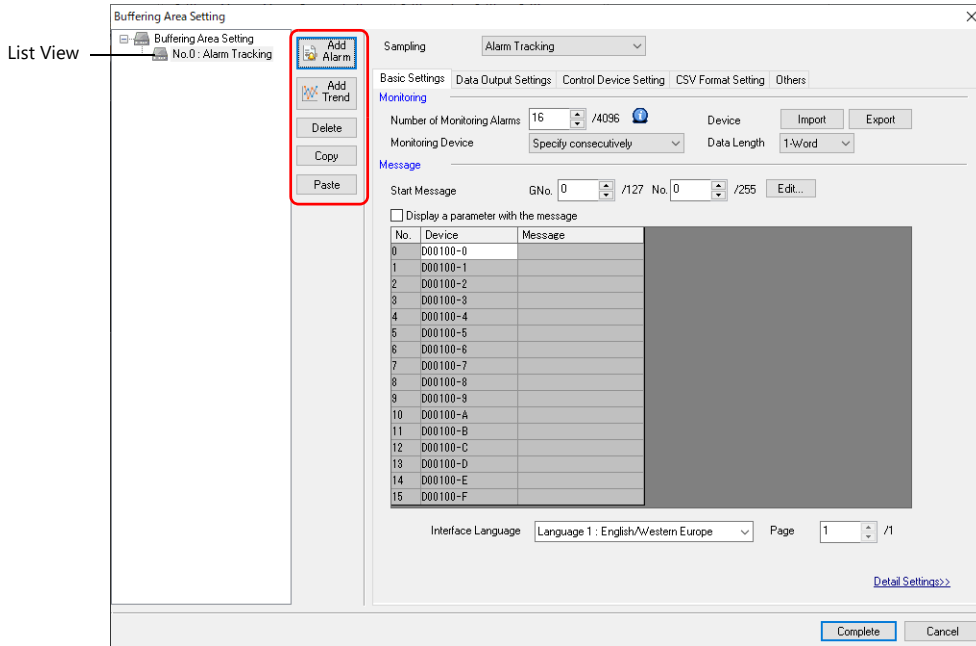 Buffering Area Setting
List View
Buffering Area Setting
No.0 : Alarm Tracking
Add Alarm
Add Trend
Delete
Copy
Paste
Sampling Alarm Tracking
Basic Settings Data Output Settings Control Device Setting CSV Format Setting Others
Monitoring
Number of Monitoring Alarms 16 /4096 Device Import Export
Monitoring Device Specify consecutively Data Length 1-Word
Message
Start Message GNo. 0 /127 No. 0 /255 Edit...
Display a parameter with the message
No. Device Message
0 D00100-0
1 D00100-1
2 D00100-2
3 D00100-3
4 D00100-4
5 D00100-5
6 D00100-6
7 D00100-7
8 D00100-8
9 D00100-9
10 D00100-A
11 D00100-B
12 D00100-C
13 D00100-D
14 D00100-E
15 D00100-F
Interface Language Language 1 : English/Western Europe Page 1 /1
Detail Settings>>
Complete Cancel